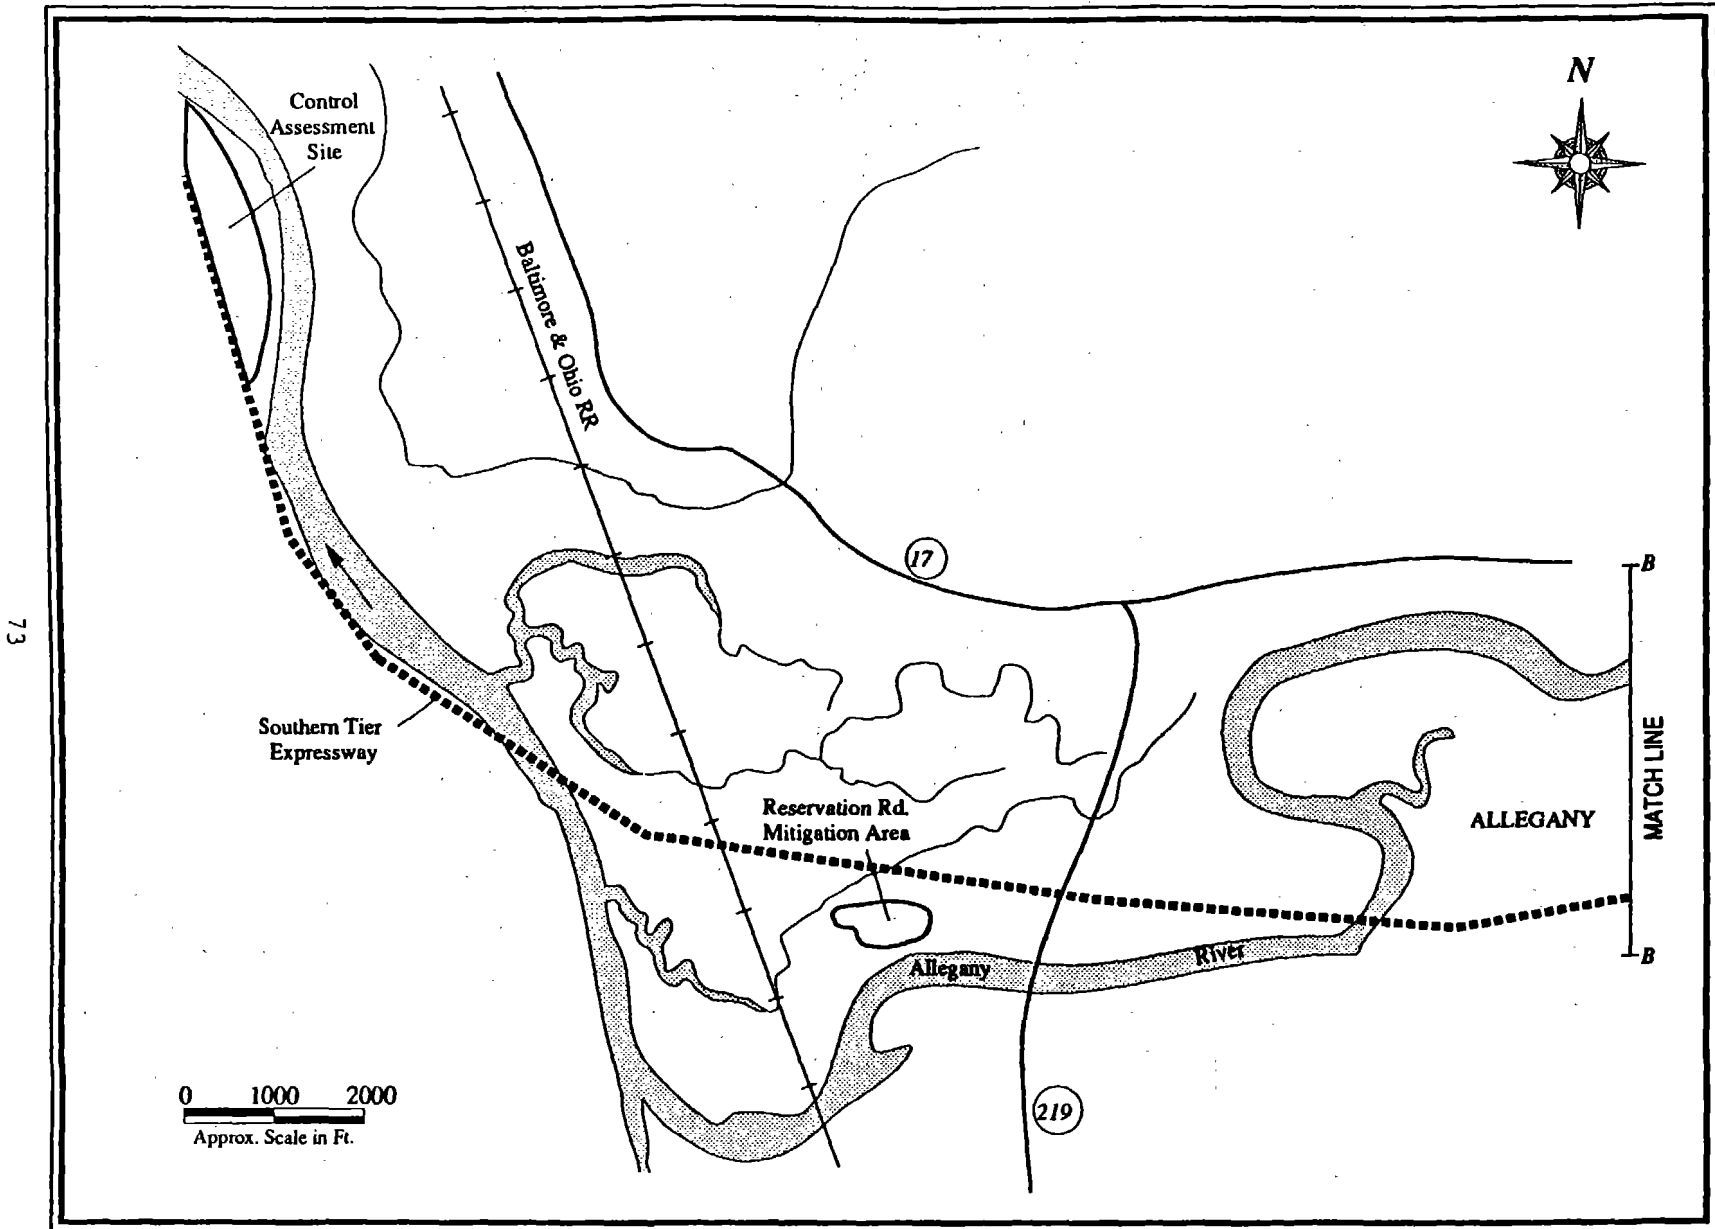 N
Control
Assessment
Site
Baltimore & Ohio RR
17
B
73
Southern Tier
Expressway
Reservation Rd.
Mitigation Area
ALLEGANY
MATCH LINE
Allegany River
B
0 1000 2000
Approx. Scale in Ft.
219